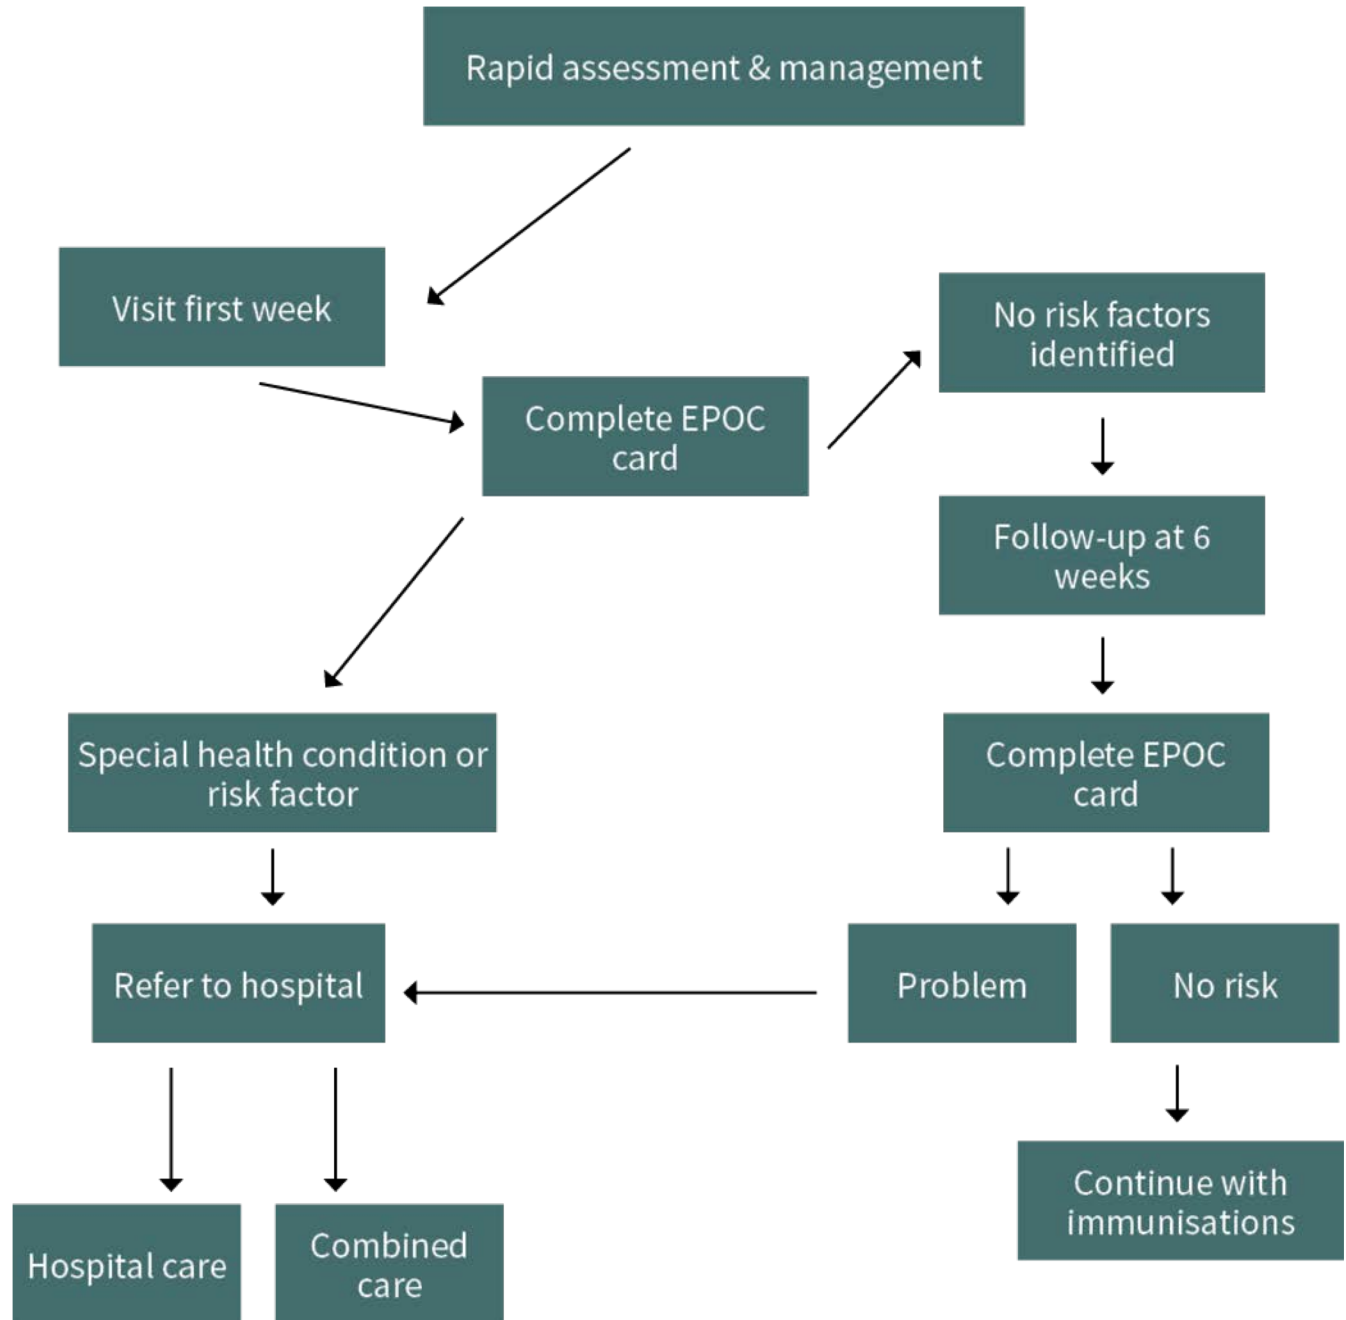 Rapid assessment & management
Visit first week
No risk factors
identified
Complete EPOC
card
Follow-up at 6
weeks
Special health condition or
risk factor
Complete EPOC
card
Refer to hospital
Problem
No risk
Continue with
immunisations
Hospital care
Combined
care